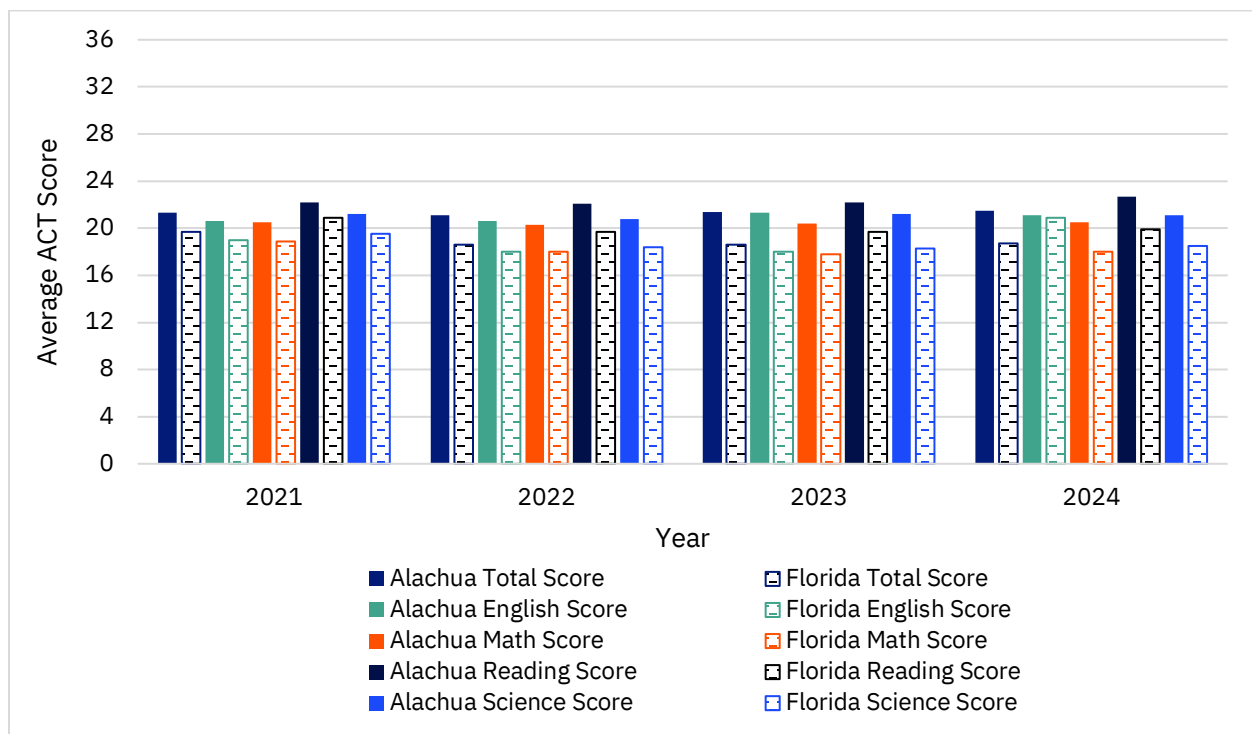 36
32
28
24
20
16
12
8
4
0
Average ACT Score
2021 2022 2023 2024
Year
Alachua Total Score Florida Total Score
Alachua English Score Florida English Score
Alachua Math Score Florida Math Score
Alachua Reading Score Florida Reading Score
Alachua Science Score Florida Science Score